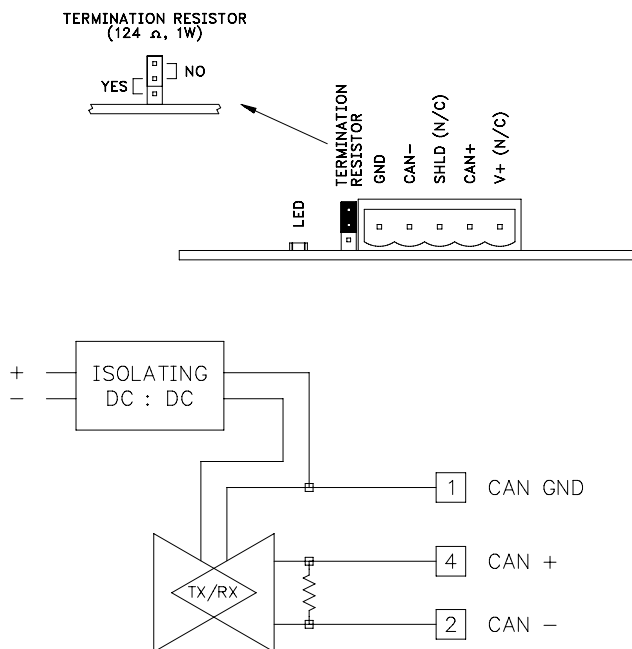 TERMINATION RESISTOR
(124 Ω, 1W)
NO
YES
TERMINATION
RESISTOR
GND
CAN-
SHLD (N/C)
CAN+
V+ (N/C)
LED
+
-
ISOLATING
DC : DC
1 CAN GND
4 CAN +
TX/RX
2 CAN -